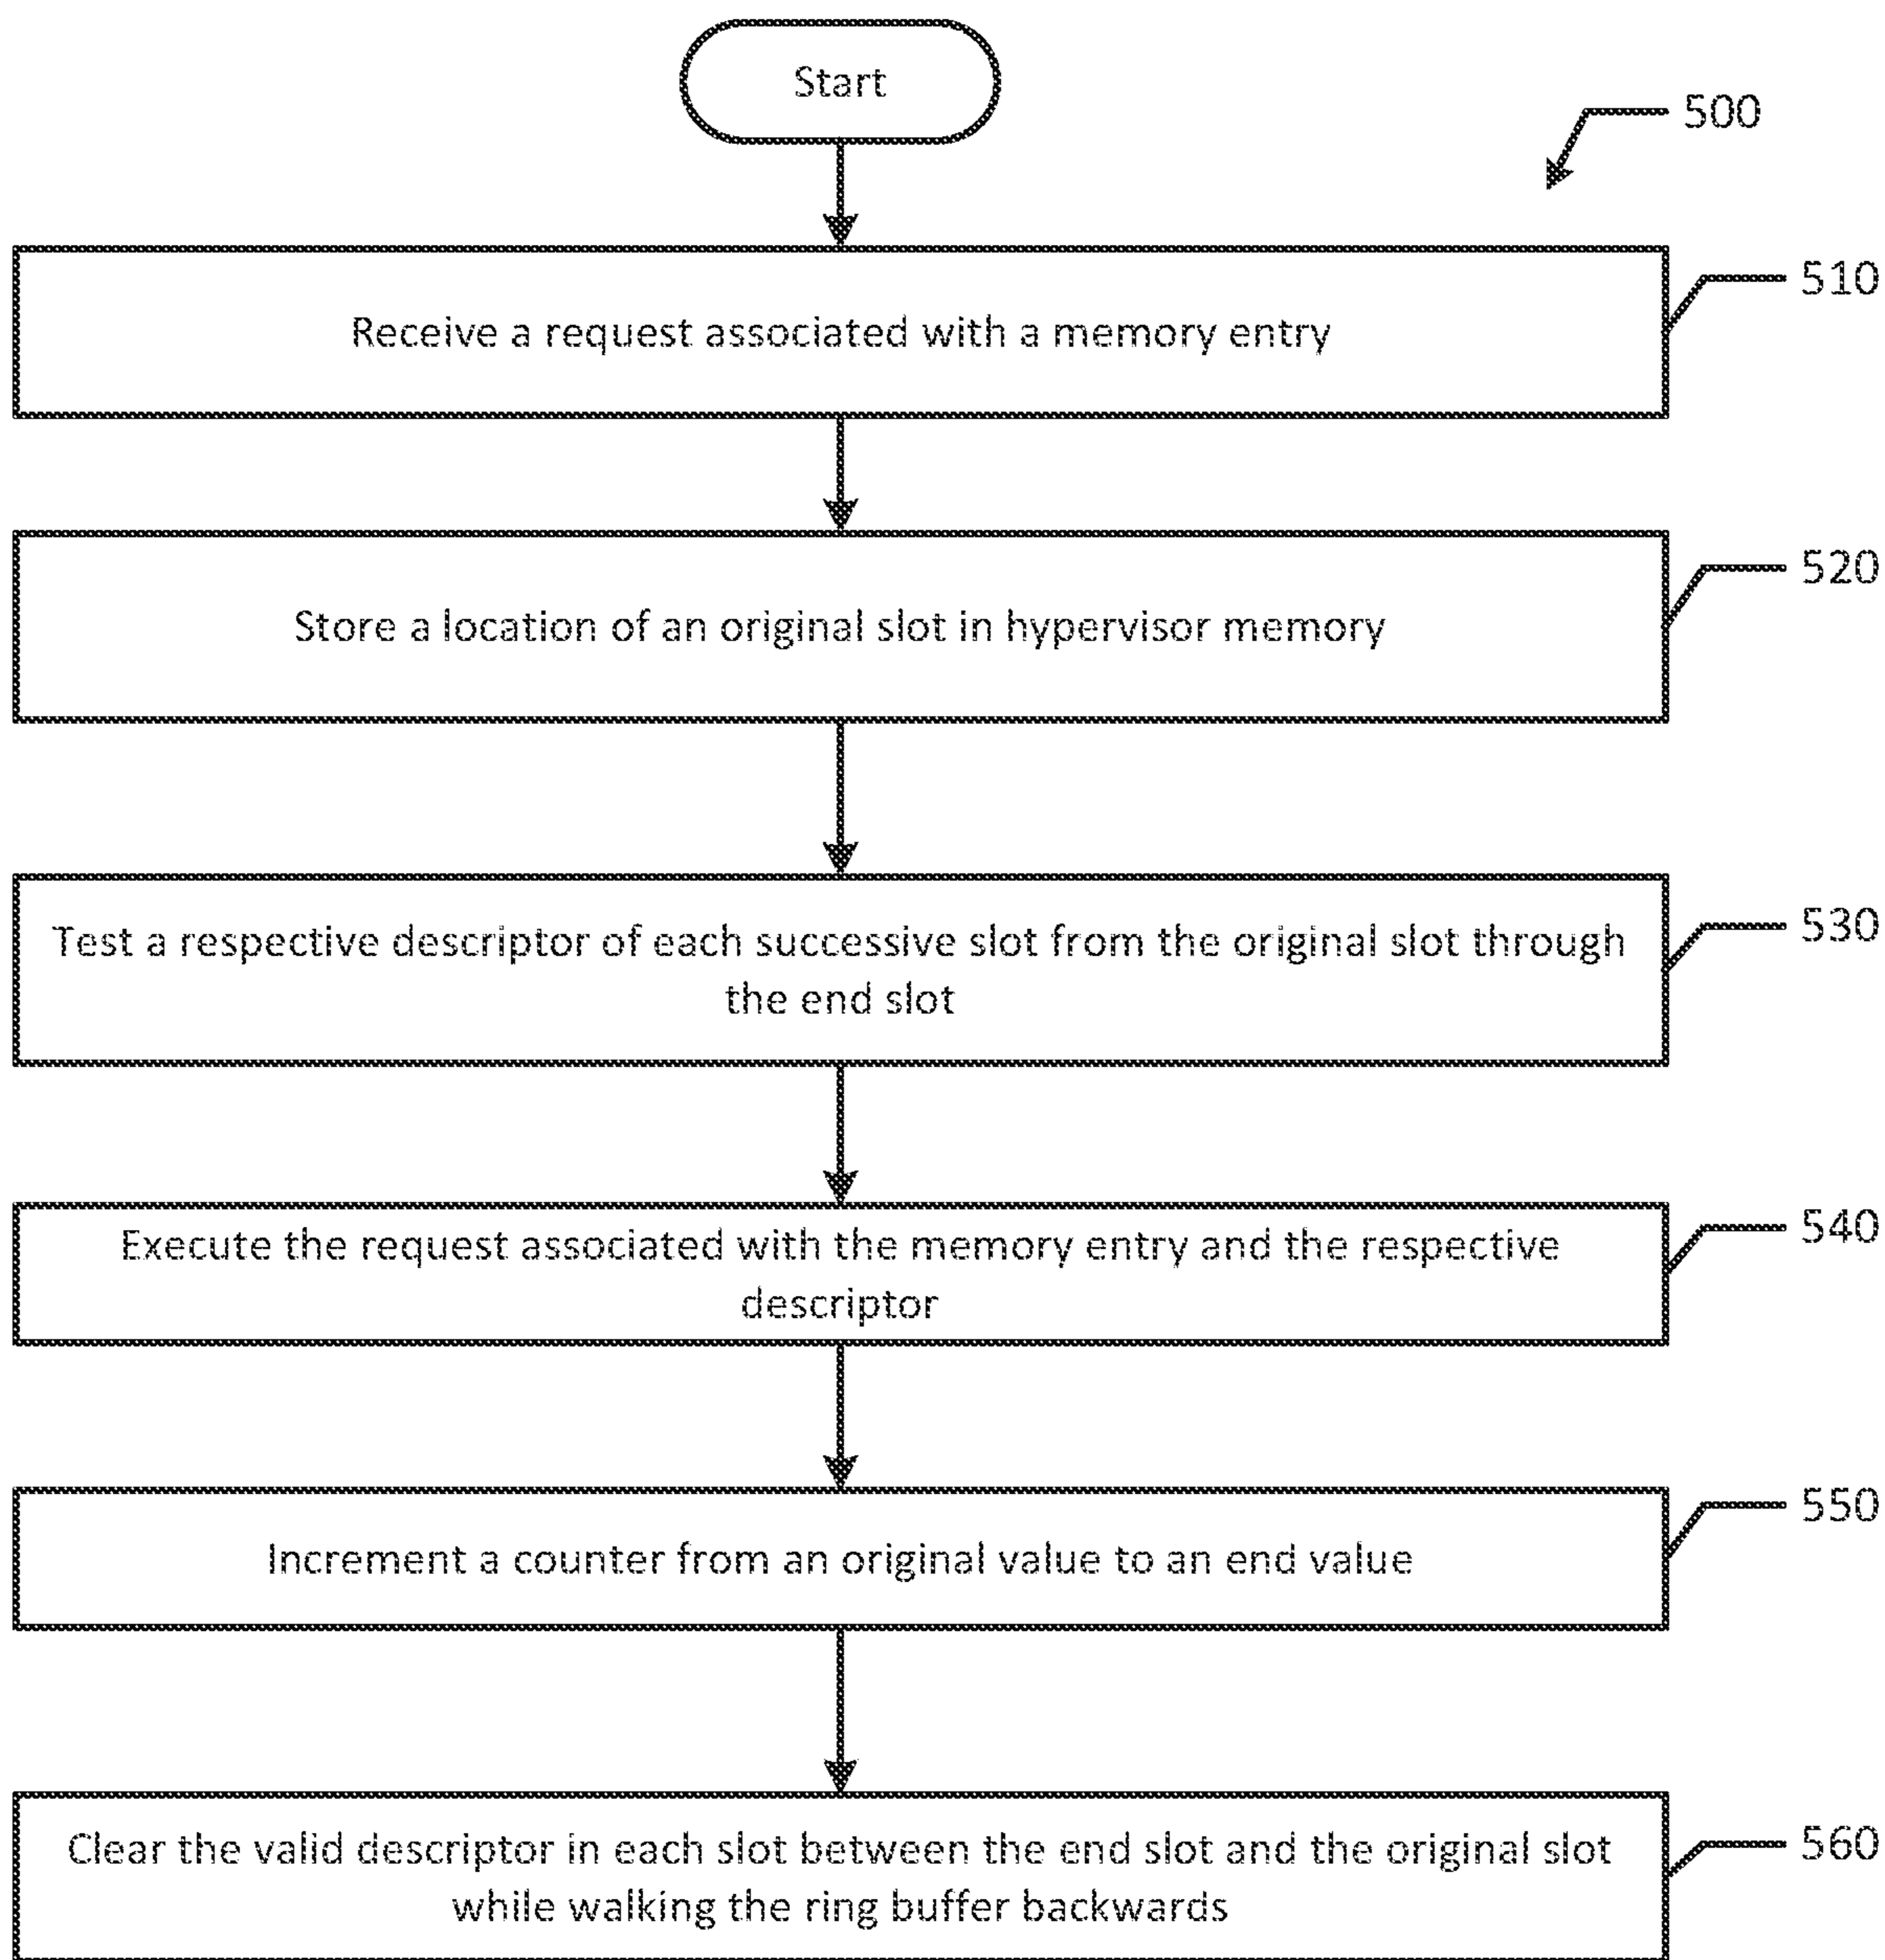 Start
500
Receive a request associated with a memory entry
510
Store a location of an original slot in hypervisor memory
520
Test a respective descriptor of each successive slot from the original slot through
the end slot
530
Execute the request associated with the memory entry and the respective
descriptor
540
Increment a counter from an original value to an end value
550
Clear the valid descriptor in each slot between the end slot and the original slot
while walking the ring buffer backwards
560